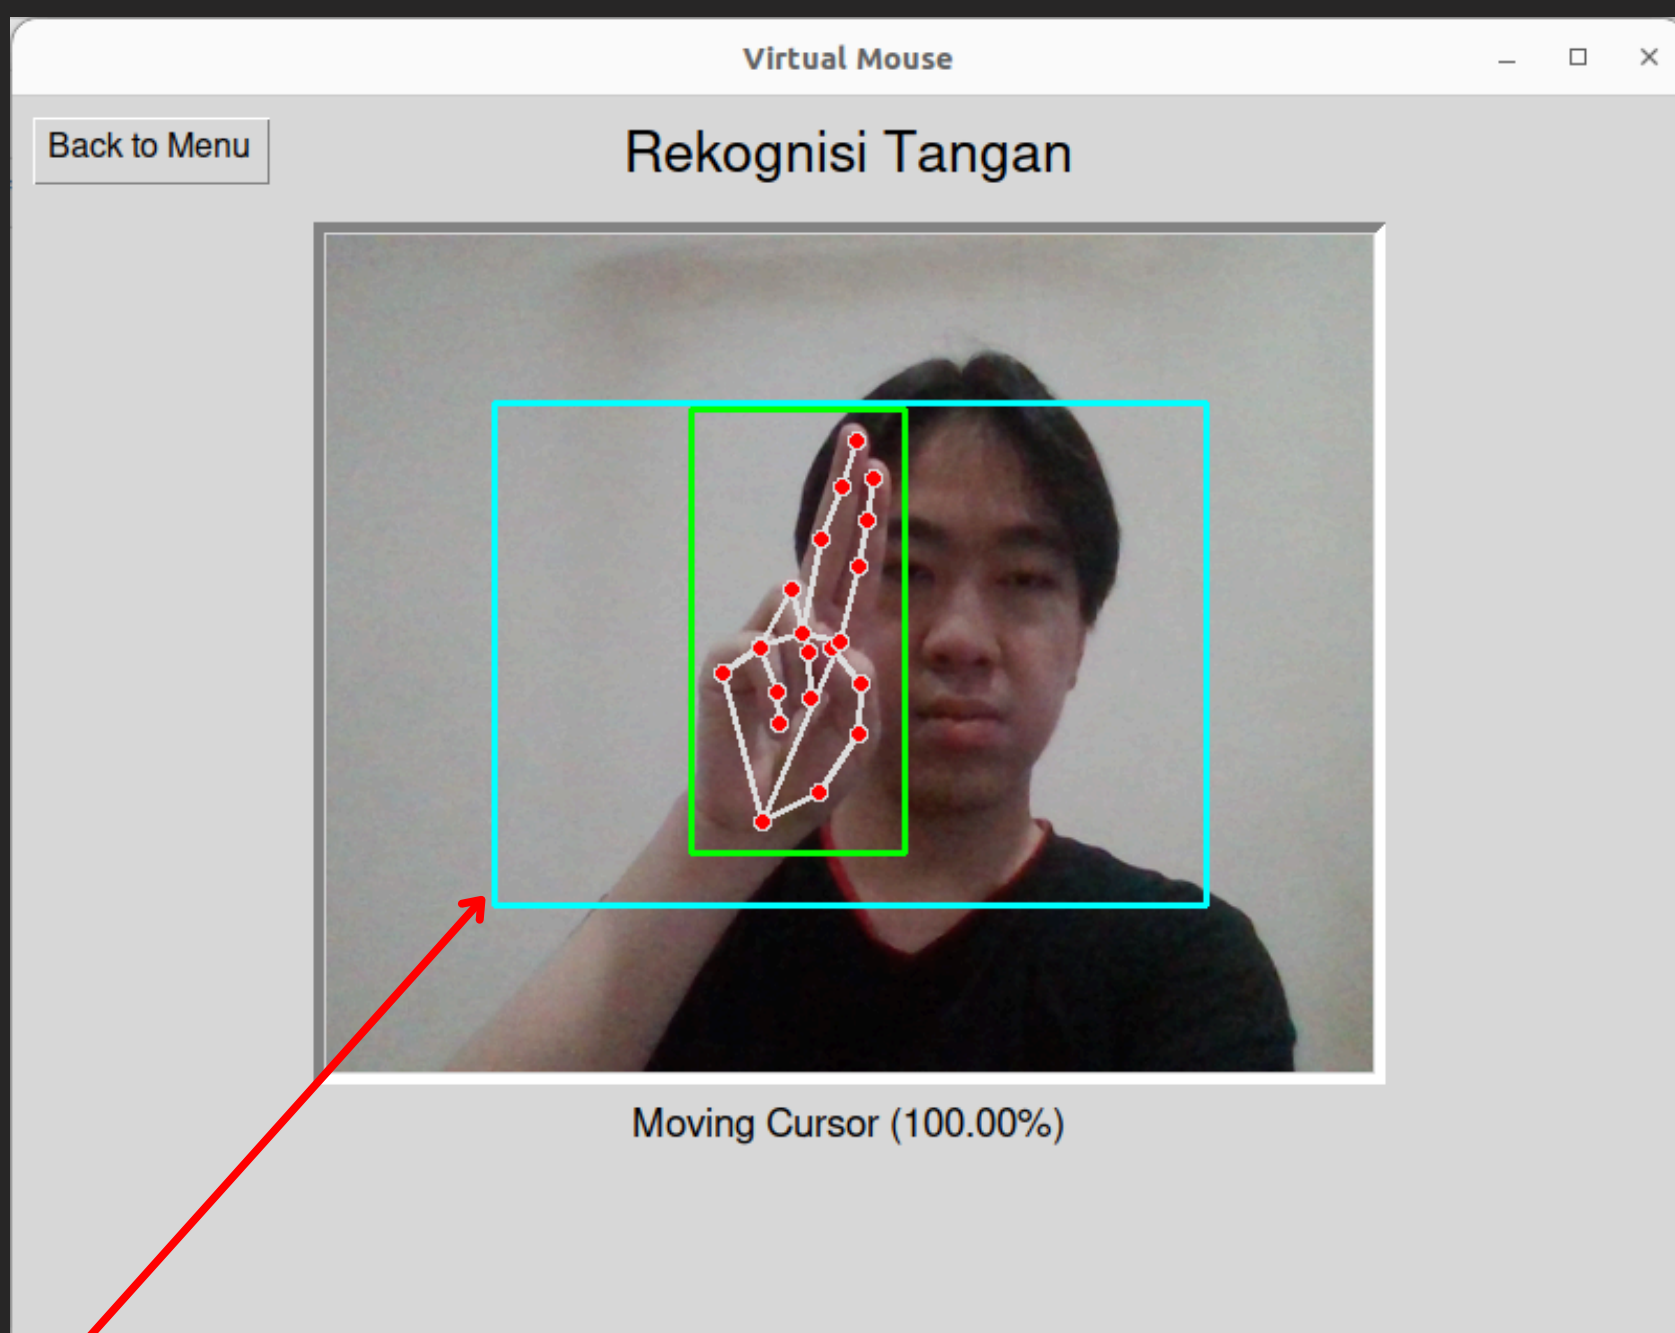 Virtual Mouse
Back to Menu
Rekognisi Tangan
Moving Cursor (100.00%)